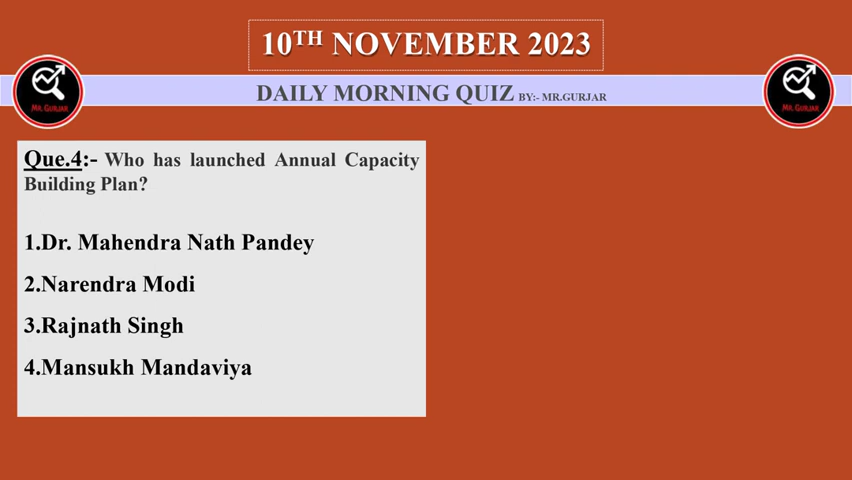 10TH NOVEMBER 2023
DAILY MORNING QUIZ BY:- MR.GURJAR
MR. GURJAR
MR. GURJAR
Que.4:- Who has launched Annual Capacity
Building Plan?
1.Dr. Mahendra Nath Pandey
2.Narendra Modi
3.Rajnath Singh
4.Mansukh Mandaviya